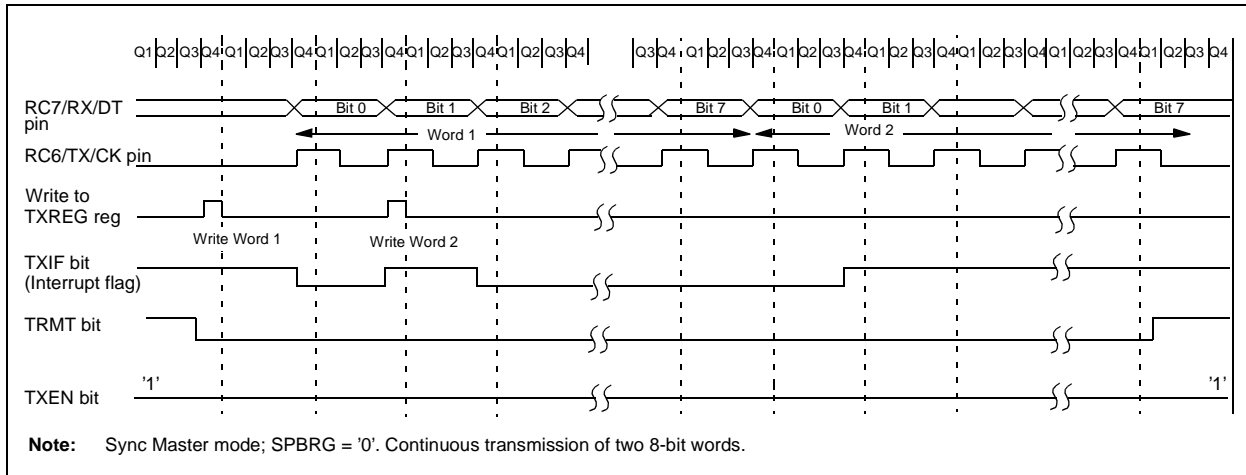 Q1 Q2 Q3 Q4 Q1 Q2 Q3 Q4 Q1 Q2 Q3 Q4 Q1 Q2 Q3 Q4 Q1 Q2 Q3 Q4 Q3 Q4 Q1 Q2 Q3 Q4 Q1 Q2 Q3 Q4 Q1 Q2 Q3 Q4 Q1 Q2 Q3 Q4 Q1 Q2 Q3 Q4
RC7/RX/DT pin
Bit 0 Bit 1 Bit 2 Bit 7 Bit 0 Bit 1 Bit 7
Word 1 Word 2
RC6/TX/CK pin
Write to
TXREG reg
Write Word 1 Write Word 2
TXIF bit
(Interrupt flag)
TRMT bit
'1' '1'
TXEN bit
Note: Sync Master mode; SPBRG = '0'. Continuous transmission of two 8-bit words.